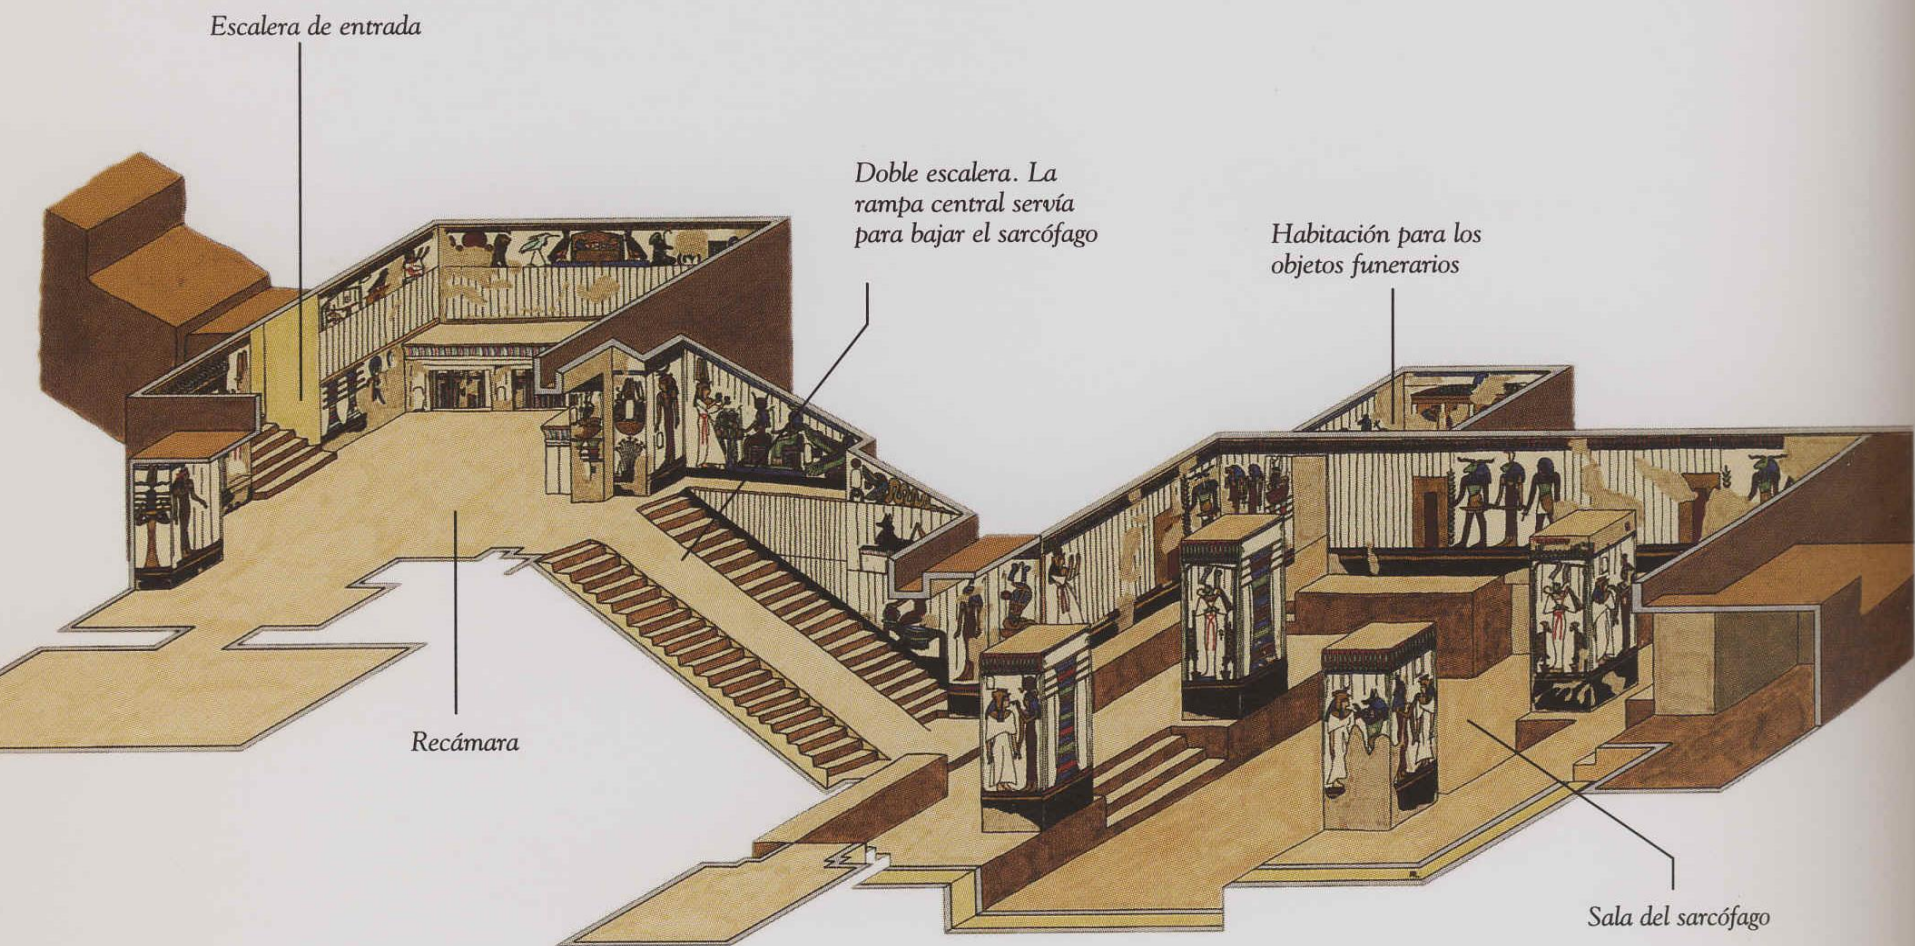 Escalera de entrada
Doble escalera. La
rampa central servía
para bajar el sarcófago
Habitación para los
objetos funerarios
Recámara
Sala del sarcófago